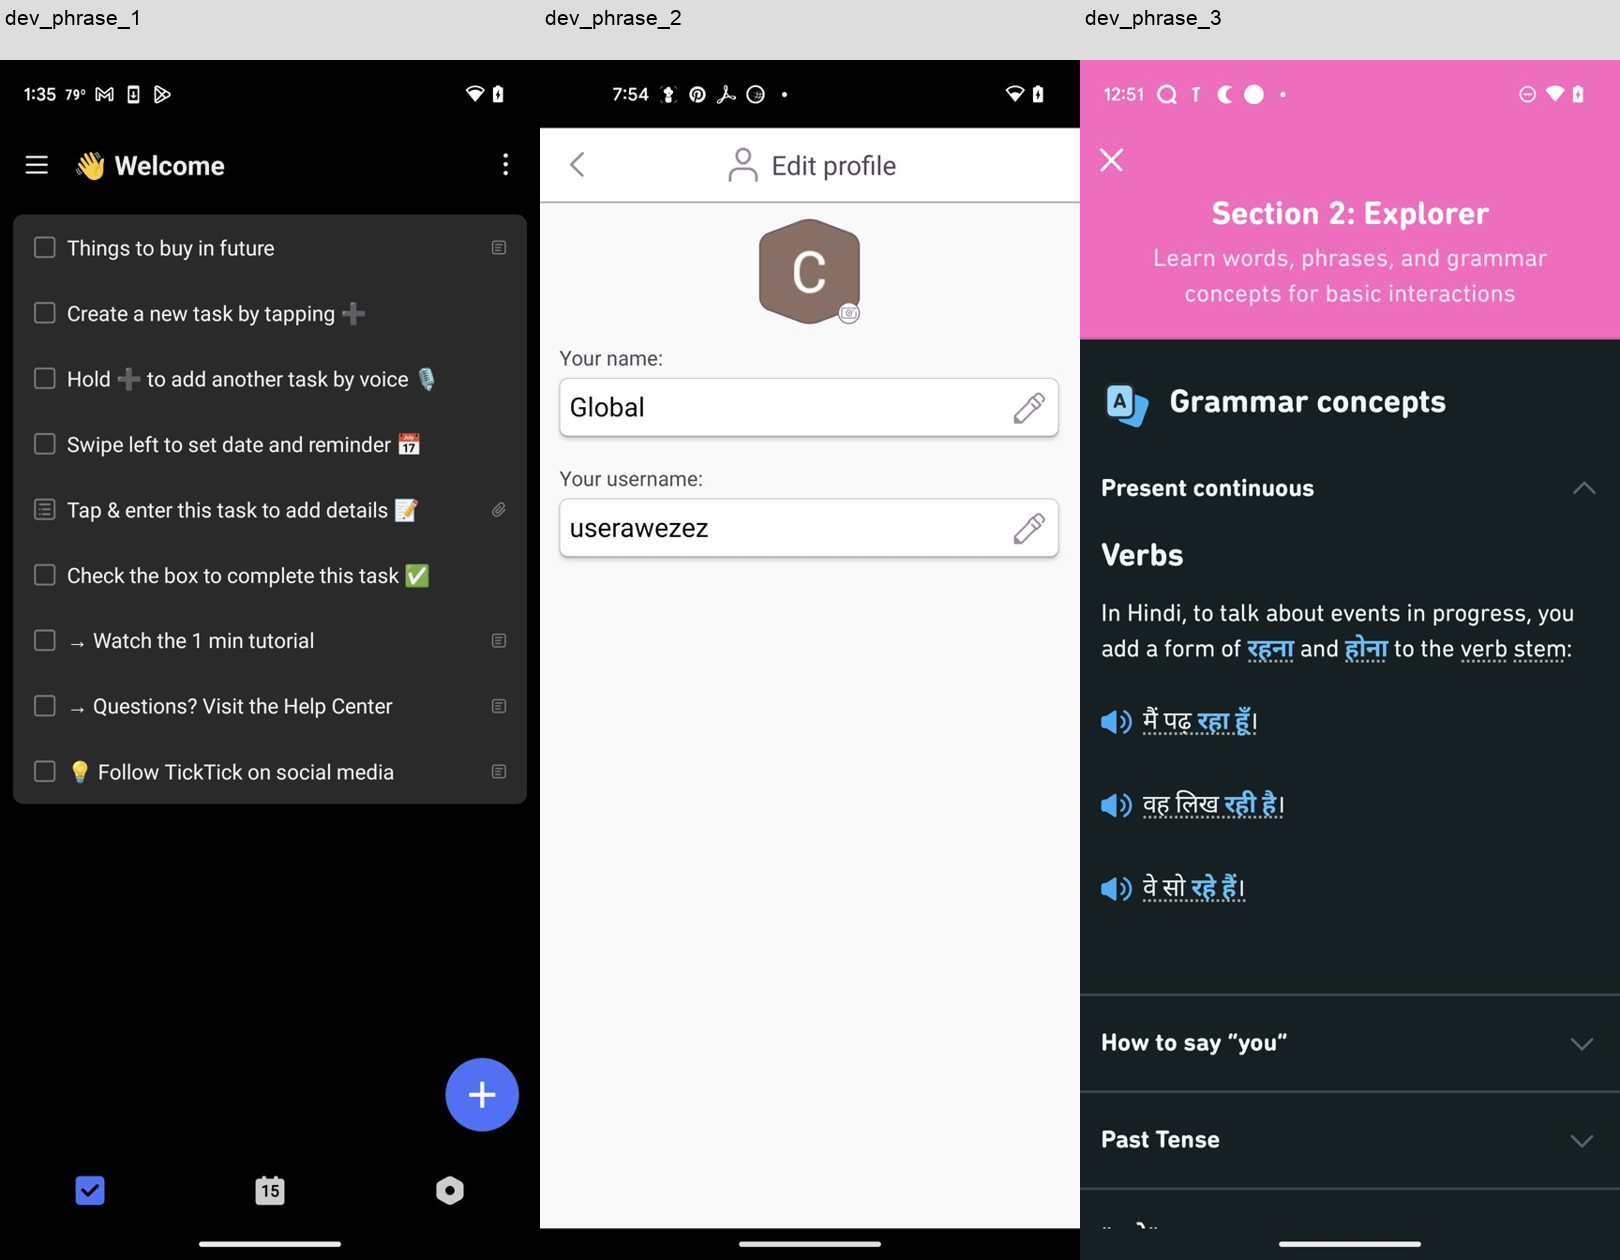 dev_phrase_1
1:35 79°
👋 Welcome
Things to buy in future
Create a new task by tapping ➕
Hold ➕ to add another task by voice 🎙️
Swipe left to set date and reminder 📅
Tap & enter this task to add details 📝
Check the box to complete this task ✅
→ Watch the 1 min tutorial
→ Questions? Visit the Help Center
💡 Follow TickTick on social media
15
dev_phrase_2
7:54
Edit profile
C
Your name:
Global
Your username:
userawezez
dev_phrase_3
12:51
Section 2: Explorer
Learn words, phrases, and grammar
concepts for basic interactions
A
Grammar concepts
Present continuous
Verbs
In Hindi, to talk about events in progress, you
add a form of रहना and होना to the verb stem:
मैं पढ़ रहा हूँ।
वह लिख रही है।
वे सो रहे हैं।
How to say "you"
Past Tense